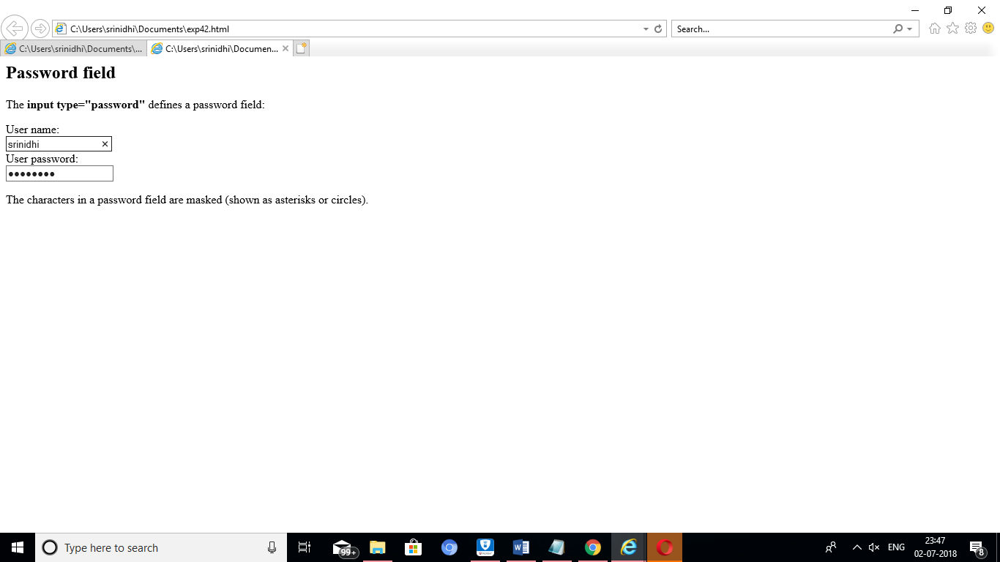 C:\Users\srinidhi\Documents\exp42.html
Search...
C:\Users\srinidhi\Documents\...
C:\Users\srinidhi\Documen...
Password field
The input type="password" defines a password field:
User name:
srinidhi
User password:
●●●●●●●●
The characters in a password field are masked (shown as asterisks or circles).
Type here to search
99+
ENG
23:47
02-07-2018
8